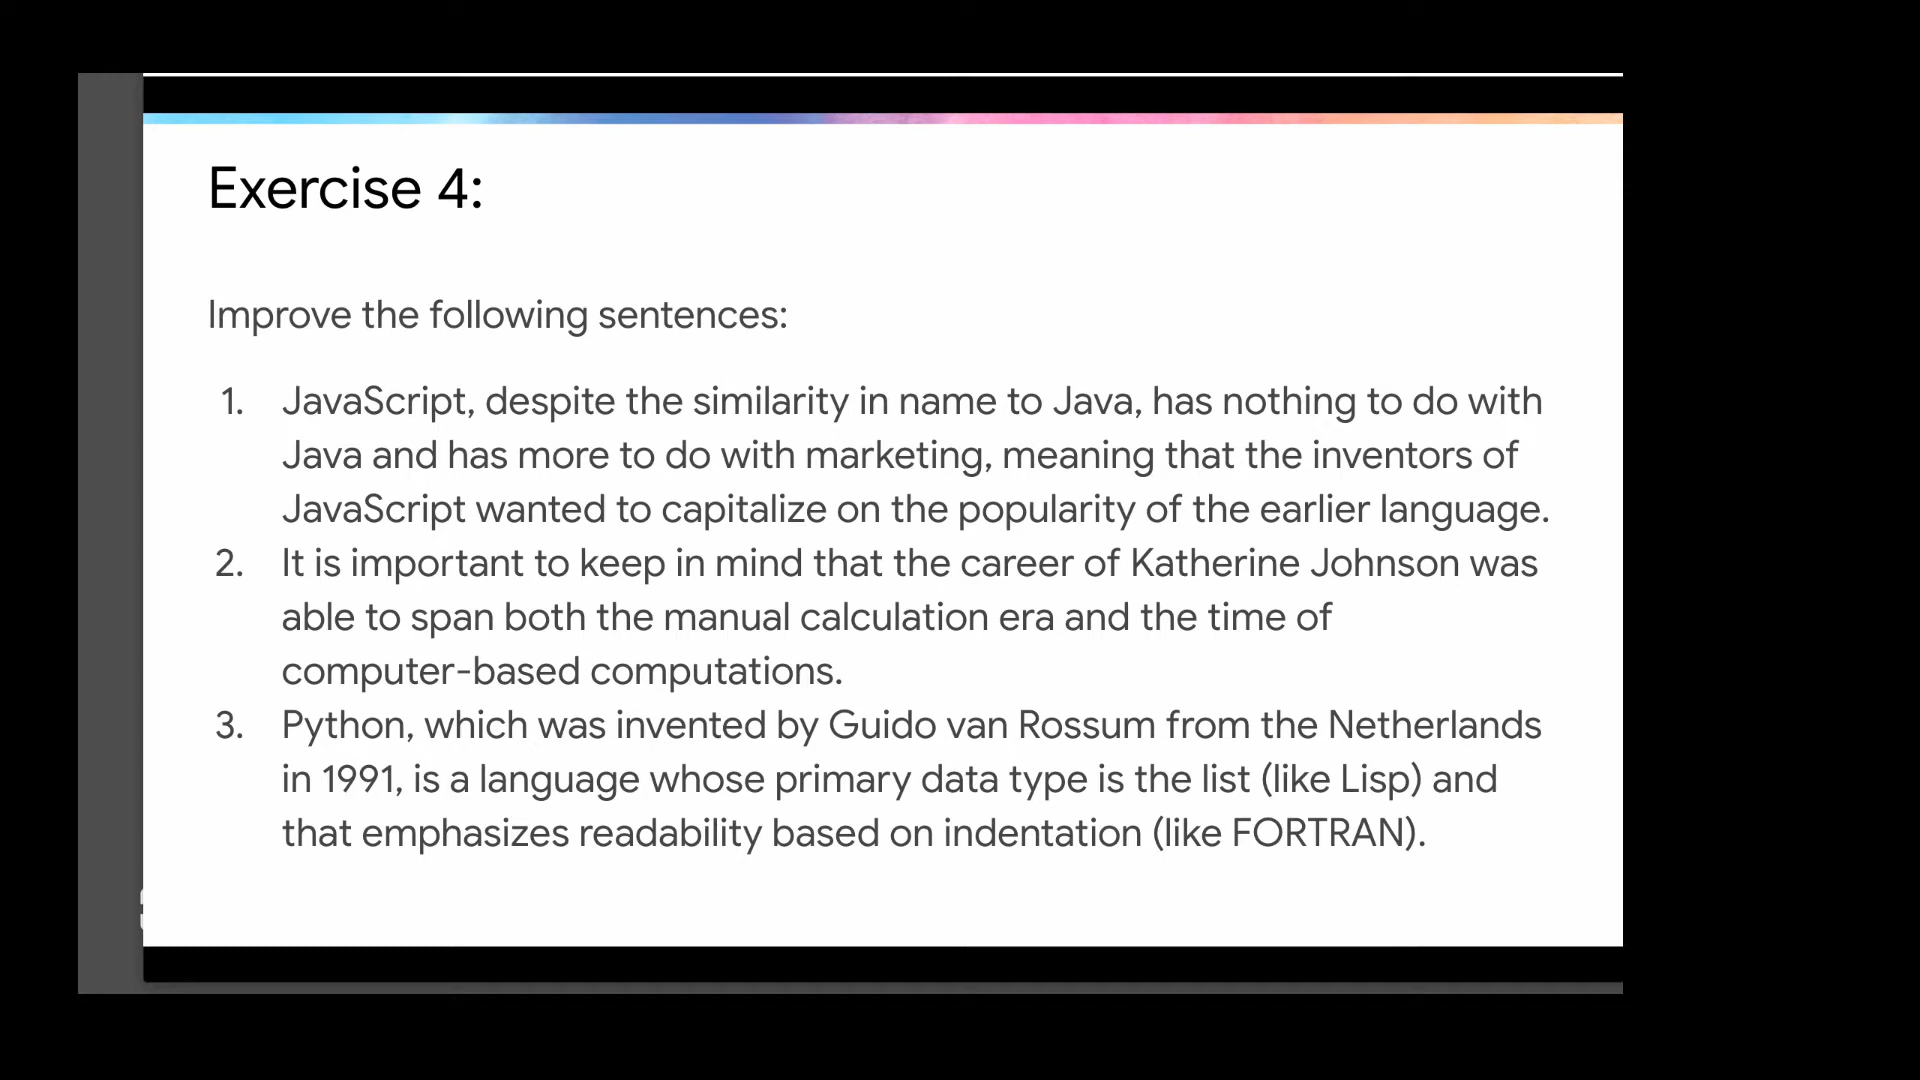 Exercise 4:
Improve the following sentences:
1. JavaScript, despite the similarity in name to Java, has nothing to do with
Java and has more to do with marketing, meaning that the inventors of
JavaScript wanted to capitalize on the popularity of the earlier language.
2. It is important to keep in mind that the career of Katherine Johnson was
able to span both the manual calculation era and the time of
computer-based computations.
3. Python, which was invented by Guido van Rossum from the Netherlands
in 1991, is a language whose primary data type is the list (like Lisp) and
that emphasizes readability based on indentation (like FORTRAN).